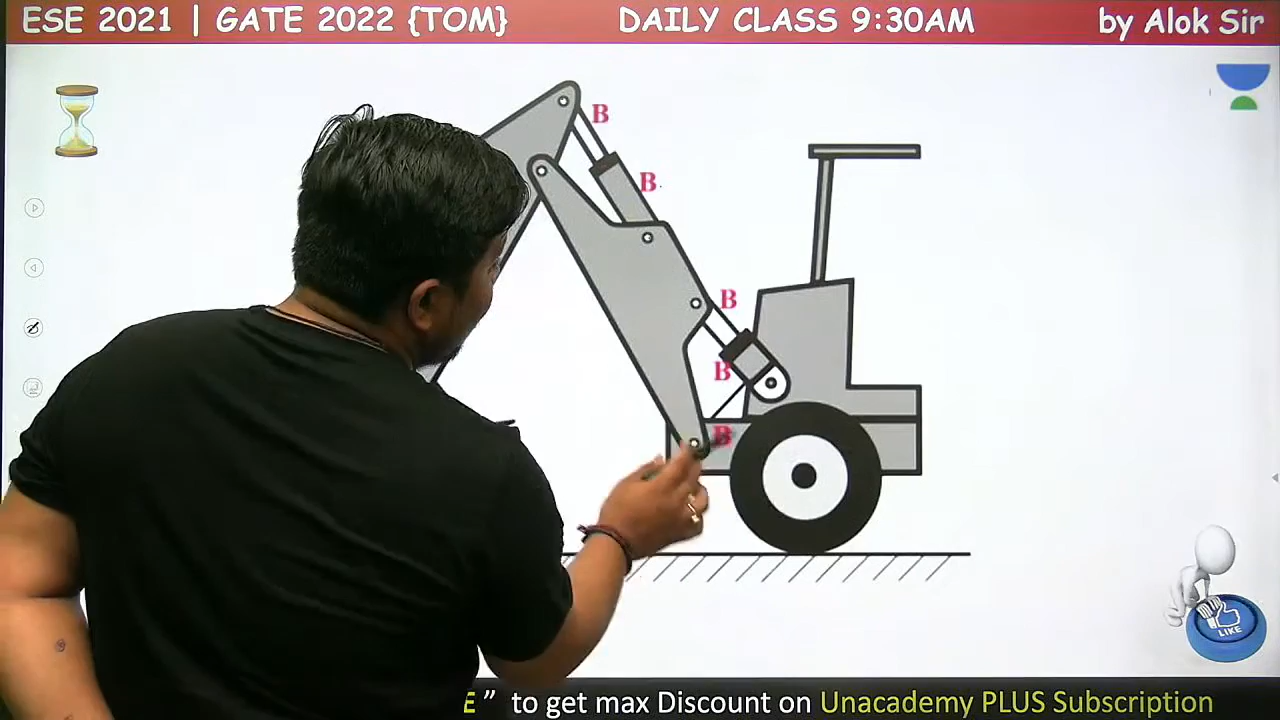 ESE 2021 | GATE 2022 {TOM} DAILY CLASS 9:30AM by Alok Sir
B
B
B
B
B
LIKE
E ” to get max Discount on Unacademy PLUS Subscription